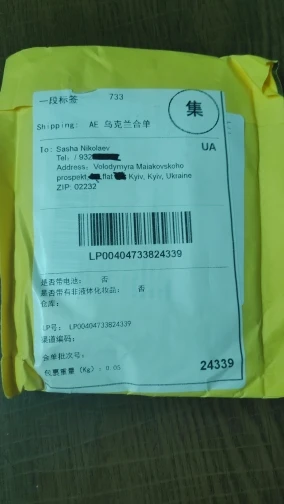 一段标签 733
集
Shipping: AE 乌克兰合单
To: Sasha Nikolaev
UA
Tel: / 932
Address: Volodymyra Maiakovskoho
prospekt, ,flat Kyiv, Kyiv, Ukraine
ZIP: 02232
LP00404733824339
是否带电池: 否
是否带有非液体化妆品: 否
仓库:
LP号: LP00404733824339
渠道编码:
合单批次号:
包裹重量 (Kg): 0.05
24339